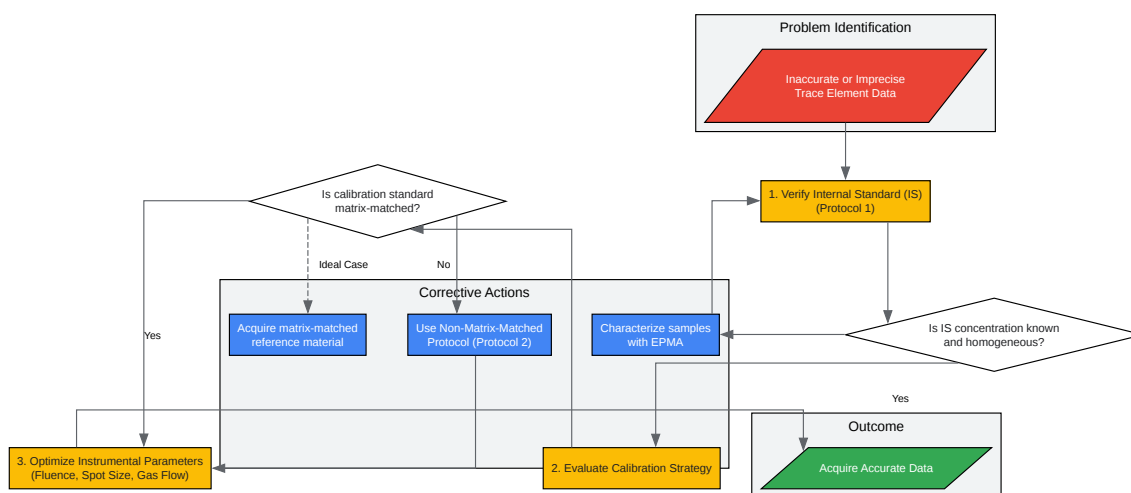 Problem Identification
Inaccurate or Imprecise
Trace Element Data
Is calibration standard
matrix-matched?
1. Verify Internal Standard (IS)
(Protocol 1)
Ideal Case
No
Corrective Actions
Acquire matrix-matched
reference material
Use Non-Matrix-Matched
Protocol (Protocol 2)
Characterize samples
with EPMA
Is IS concentration known
and homogeneous?
Yes
Yes
Outcome
3. Optimize Instrumental Parameters
(Fluence, Spot Size, Gas Flow)
2. Evaluate Calibration Strategy
Acquire Accurate Data